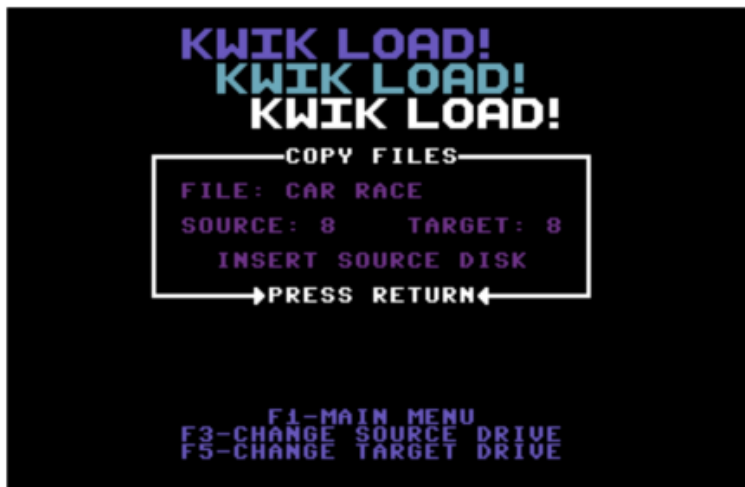 KWIK LOAD!
KWIK LOAD!
KWIK LOAD!
COPY FILES
FILE: CAR RACE
SOURCE: 8 TARGET: 8
INSERT SOURCE DISK
PRESS RETURN
F1-MAIN MENU
F3-CHANGE SOURCE DRIVE
F5-CHANGE TARGET DRIVE